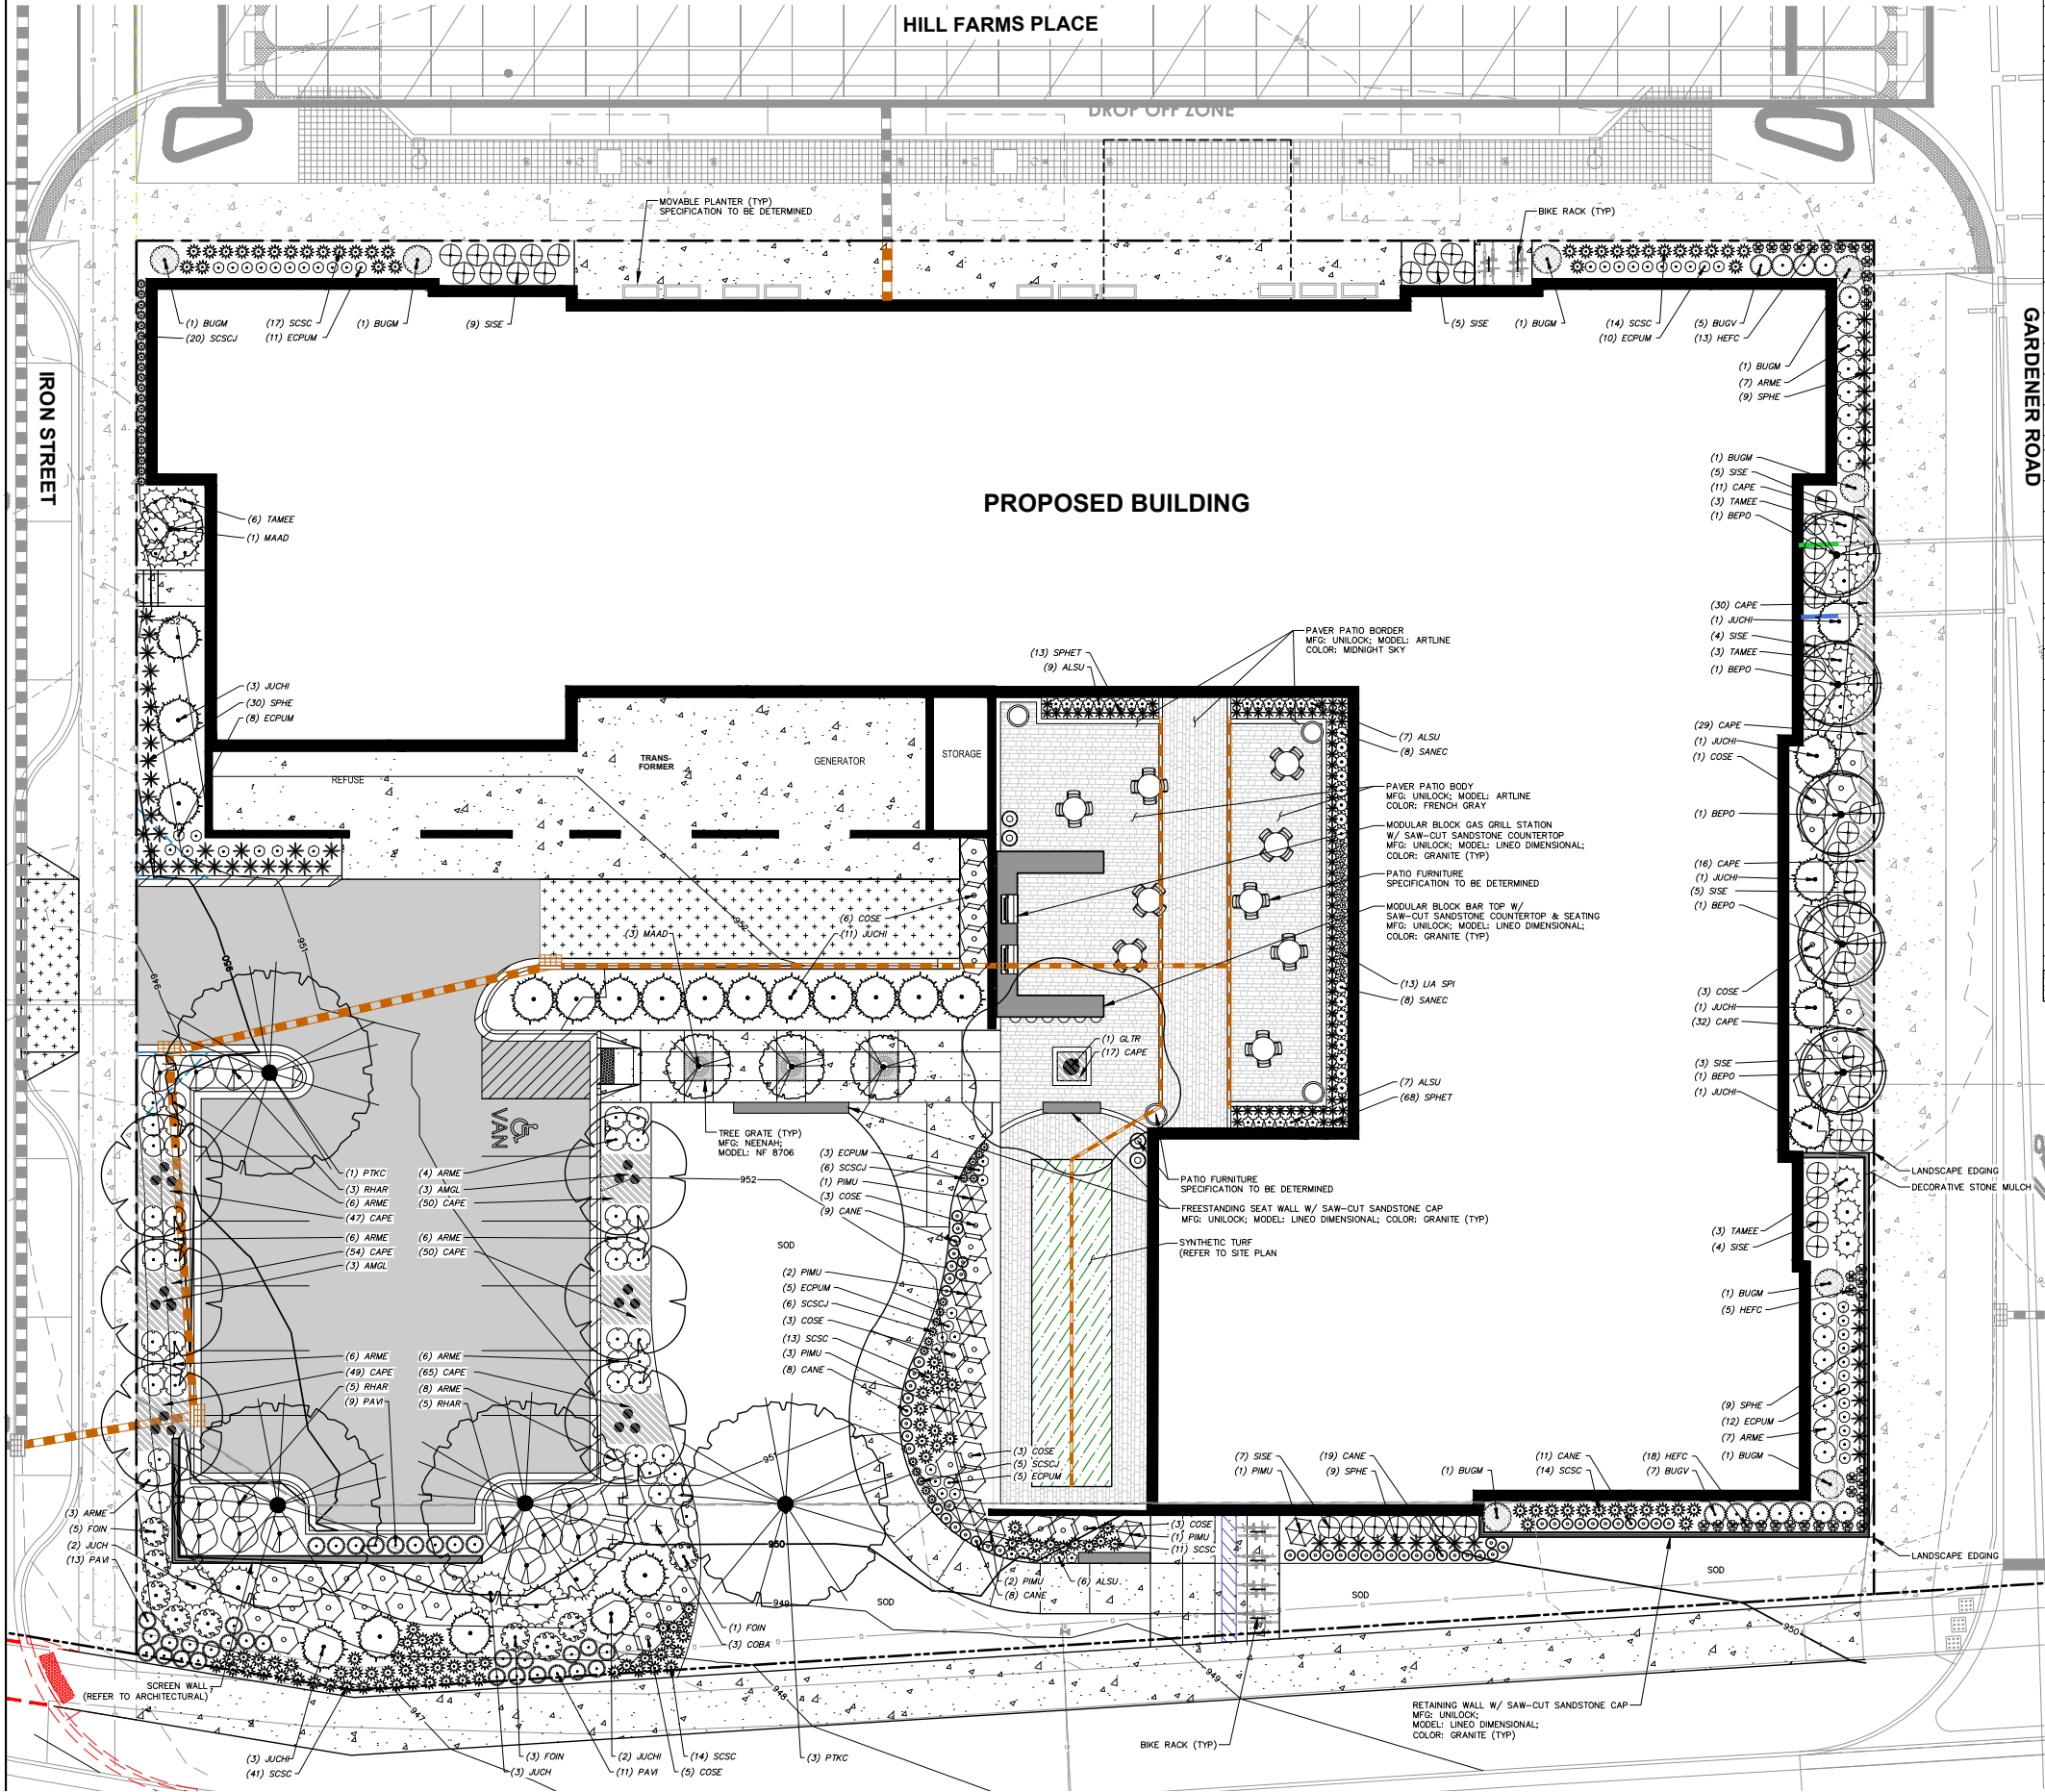 HILL FARMS PLACE
DROP OFF ZONE
MOVABLE PLANTER (TYP)
SPECIFICATION TO BE DETERMINED
BIKE RACK (TYP)
(1) BUGM
(20) SCSCJ
(17) SCSC
(11) ECPUM
(1) BUGM
(9) SISE
(5) SISE
(1) BUGM
(14) SCSC
(10) ECPUM
(5) BUGV
(13) HEFC
IRON STREET
GARDENER ROAD
(1) BUGM
(7) ARME
(9) SPHE
(1) BUGM
(5) SISE
(11) CAPE
(3) TAMEE
(1) BEPO
PROPOSED BUILDING
(6) TAMEE
(1) MAAD
952
(30) CAPE
(1) JUCHI
(4) SISE
(3) TAMEE
(1) BEPO
PAVER PATIO BORDER
MFG: UNILOCK; MODEL: ARTLINE
COLOR: MIDNIGHT SKY
(13) SPHET
(9) ALSU
(3) JUCHI
(30) SPHE
(8) ECPUM
(29) CAPE
(1) JUCHI
(1) COSE
(7) ALSU
(8) SANEC
TRANS-
FORMER
GENERATOR
STORAGE
REFUSE
PAVER PATIO BODY
MFG: UNILOCK; MODEL: ARTLINE
COLOR: FRENCH GRAY
(1) BEPO
MODULAR BLOCK GAS GRILL STATION
W/ SAW-CUT SANDSTONE COUNTERTOP
MFG: UNILOCK; MODEL: LINEO DIMENSIONAL;
COLOR: GRANITE (TYP)
(16) CAPE
(1) JUCHI
(5) SISE
(1) BEPO
PATIO FURNITURE
SPECIFICATION TO BE DETERMINED
MODULAR BLOCK BAR TOP W/
SAW-CUT SANDSTONE COUNTERTOP & SEATING
MFG: UNILOCK; MODEL: LINEO DIMENSIONAL;
COLOR: GRANITE (TYP)
(6) COSE
(3) MAAD
(11) JUCHI
952
951
950
949
(13) LIA SPI
(8) SANEC
(3) COSE
(1) JUCHI
(32) CAPE
(1) GLTR
(17) CAPE
(3) SISE
(1) BEPO
(1) JUCHI
(7) ALSU
(68) SPHET
VAN
TREE GRATE (TYP)
MFG: NEENAH;
MODEL: NF 8706
(3) ECPUM
(6) SCSCJ
(1) PIMU
(3) COSE
(9) CANE
952
(1) PTKC
(3) RHAR
(6) ARME
(47) CAPE
(4) ARME
(3) AMGL
(50) CAPE
LANDSCAPE EDGING
DECORATIVE STONE MULCH
PATIO FURNITURE
SPECIFICATION TO BE DETERMINED
FREESTANDING SEAT WALL W/ SAW-CUT SANDSTONE CAP
MFG: UNILOCK; MODEL: LINEO DIMENSIONAL; COLOR: GRANITE (TYP)
SYNTHETIC TURF
(REFER TO SITE PLAN
(6) ARME
(54) CAPE
(3) AMGL
(6) ARME
(50) CAPE
SOD
(3) TAMEE
(4) SISE
(2) PIMU
(5) ECPUM
(6) SCSCJ
(3) COSE
(13) SCSC
(3) PIMU
(8) CANE
(1) BUGM
(5) HEFC
(6) ARME
(49) CAPE
(5) RHAR
(9) PAVI
(6) ARME
(65) CAPE
(8) ARME
(5) RHAR
(9) SPHE
(12) ECPUM
(7) ARME
(1) BUGM
951
(3) COSE
(5) SCSCJ
(5) ECPUM
(7) SISE
(1) PIMU
(19) CANE
(9) SPHE
(1) BUGM
(11) CANE
(14) SCSC
(18) HEFC
(7) BUGV
(3) ARME
(5) FOIN
(2) JUCH
(13) PAVI
(3) COSE
(1) PIMU
(11) SCSC
950
(2) PIMU
(8) CANE
(6) ALSU
LANDSCAPE EDGING
SOD
SOD
SOD
949
(1) FOIN
(3) COBA
950
949
948
947
SCREEN WALL
(REFER TO ARCHITECTURAL)
RETAINING WALL W/ SAW-CUT SANDSTONE CAP
MFG: UNILOCK;
MODEL: LINEO DIMENSIONAL;
COLOR: GRANITE (TYP)
BIKE RACK (TYP)
(3) JUCHI
(41) SCSC
(3) FOIN
(3) JUCH
(2) JUCHI
(11) PAVI
(14) SCSC
(5) COSE
(3) PTKC